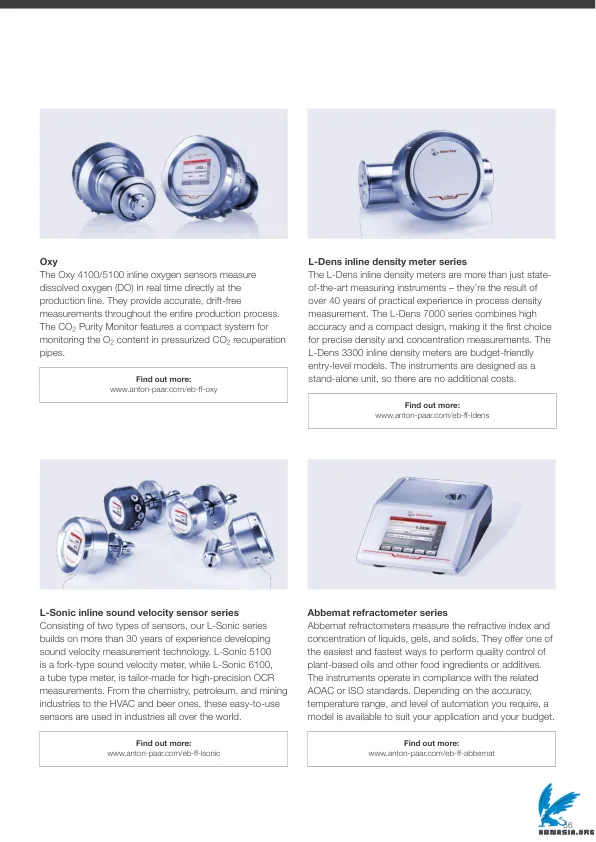 Anton Paar
Oxy
The Oxy 4100/5100 inline oxygen sensors measure
dissolved oxygen (DO) in real time directly at the
production line. They provide accurate, drift-free
measurements throughout the entire production process.
The CO2 Purity Monitor features a compact system for
monitoring the O2 content in pressurized CO2 recuperation
pipes.
Find out more:
www.anton-paar.com/eb-ff-oxy
Anton Paar
L-Dens inline density meter series
The L-Dens inline density meters are more than just state-
of-the-art measuring instruments – they're the result of
over 40 years of practical experience in process density
measurement. The L-Dens 7000 series combines high
accuracy and a compact design, making it the first choice
for precise density and concentration measurements. The
L-Dens 3300 inline density meters are budget-friendly
entry-level models. The instruments are designed as a
stand-alone unit, so there are no additional costs.
Find out more:
www.anton-paar.com/eb-ff-ldens
L-Sonic inline sound velocity sensor series
Consisting of two types of sensors, our L-Sonic series
builds on more than 30 years of experience developing
sound velocity measurement technology. L-Sonic 5100
is a fork-type sound velocity meter, while L-Sonic 6100,
a tube type meter, is tailor-made for high-precision OCR
measurements. From the chemistry, petroleum, and mining
industries to the HVAC and beer ones, these easy-to-use
sensors are used in industries all over the world.
Find out more:
www.anton-paar.com/eb-ff-lsonic
Anton Paar
Abbemat refractometer series
Abbemat refractometers measure the refractive index and
concentration of liquids, gels, and solids. They offer one of
the easiest and fastest ways to perform quality control of
plant-based oils and other food ingredients or additives.
The instruments operate in compliance with the related
AOAC or ISO standards. Depending on the accuracy,
temperature range, and level of automation you require, a
model is available to suit your application and your budget.
Find out more:
www.anton-paar.com/eb-ff-abbemat
ABNASIA.ORG